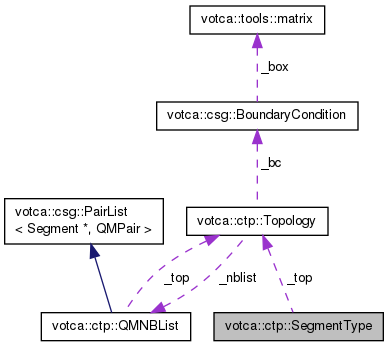 votca::tools::matrix
_box
votca::csg::BoundaryCondition
_bc
votca::csg::PairList
< Segment *, QMPair >
votca::ctp::Topology
_top
_nblist
_top
votca::ctp::QMNBList
votca::ctp::SegmentType